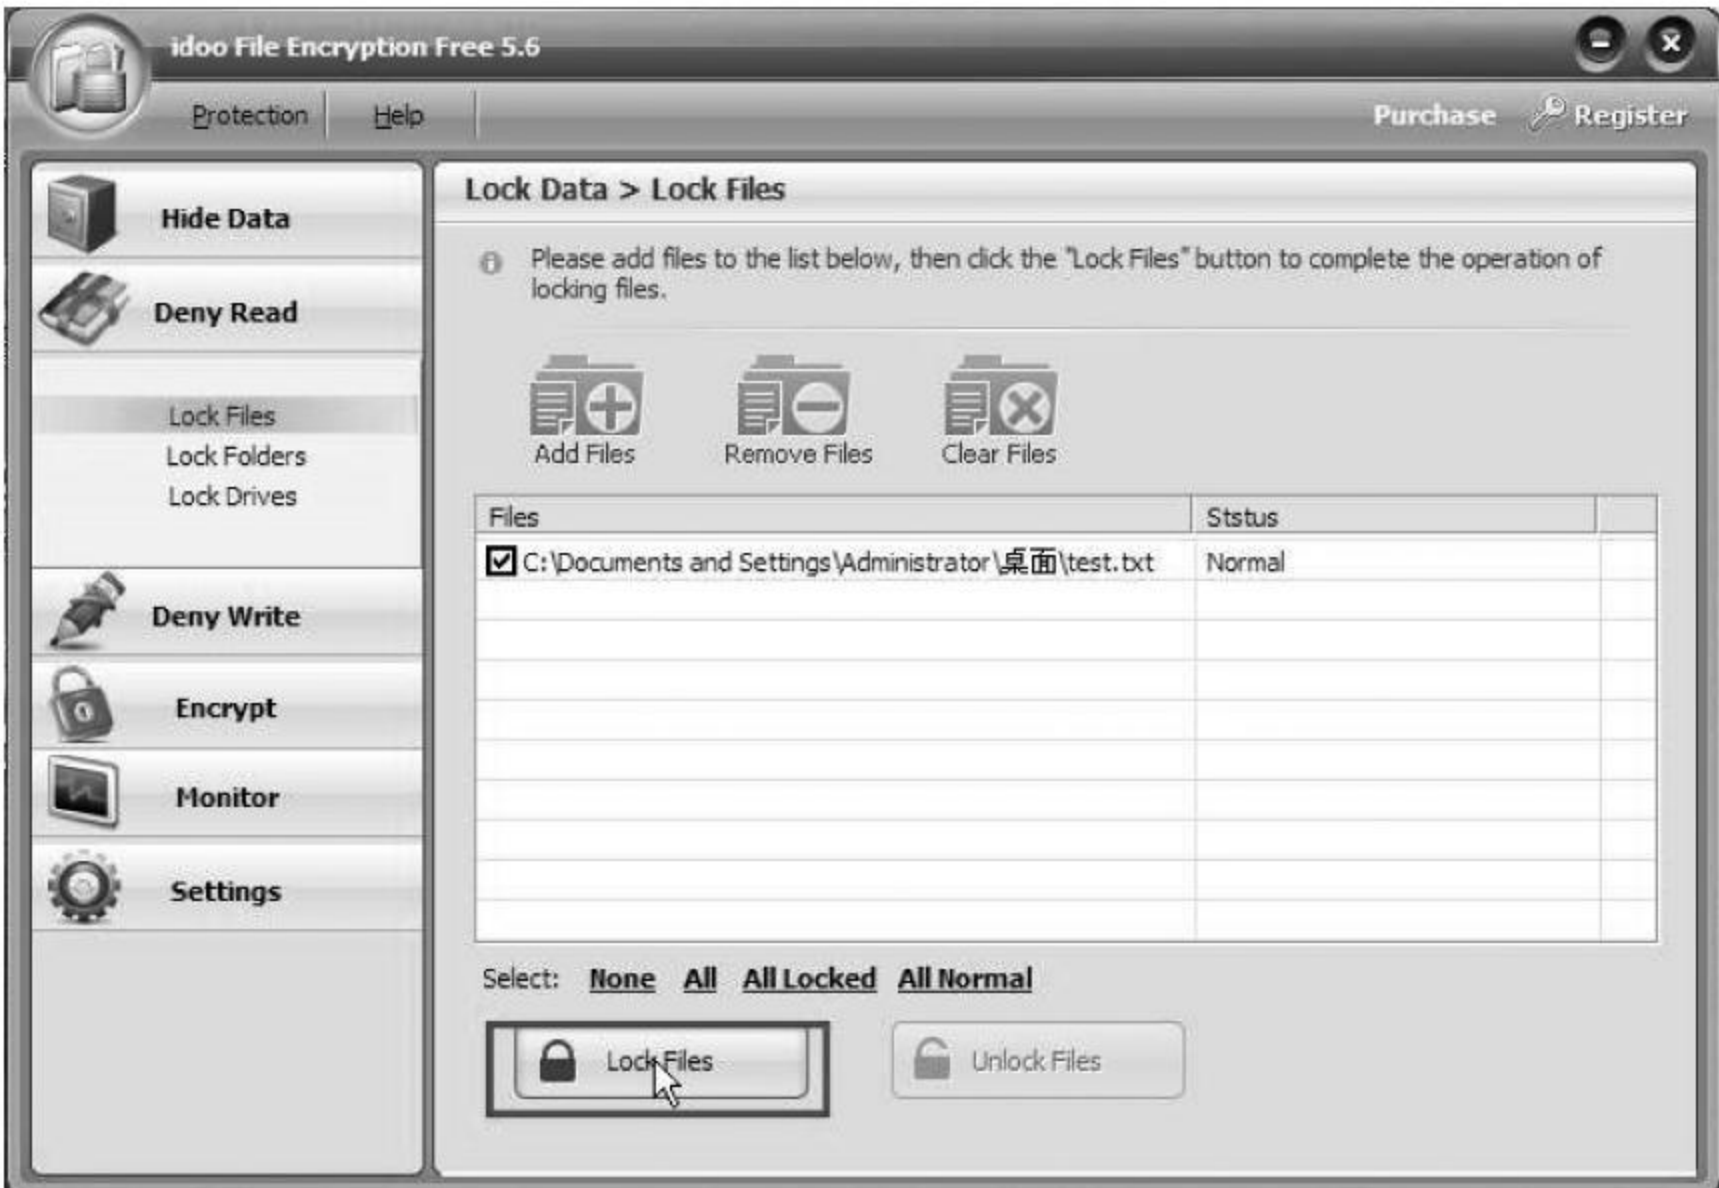 idoo File Encryption Free 5.6
Protection Help Purchase Register
Hide Data
Deny Read
Lock Files
Lock Folders
Lock Drives
Deny Write
Encrypt
Monitor
Settings
Lock Data > Lock Files
Please add files to the list below, then click the "Lock Files" button to complete the operation of
locking files.
Add Files Remove Files Clear Files
Files Ststus
C:\Documents and Settings\Administrator\桌面\test.txt Normal
Select: None All All Locked All Normal
Lock Files Unlock Files